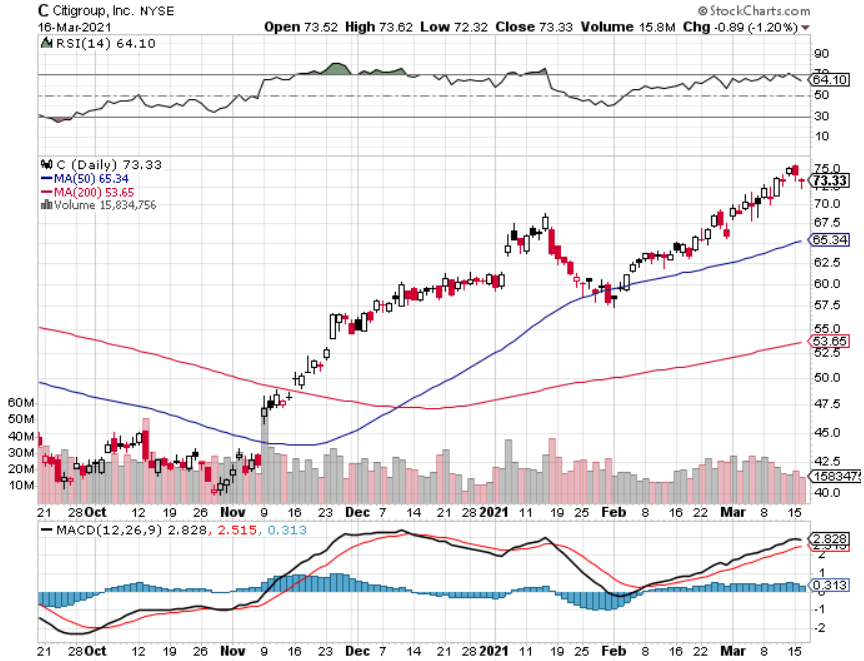 C Citigroup, Inc. NYSE
© StockCharts.com
16-Mar-2021
Open 73.52 High 73.62 Low 72.32 Close 73.33 Volume 15.8M Chg -0.89 (-1.20%)
RSI(14) 64.10
90
70
64.10
50
30
10
C (Daily) 73.33
MA(50) 65.34
MA(200) 53.65
Volume 15,834,756
75.0
73.33
70.0
67.5
65.34
62.5
60.0
57.5
55.0
53.65
52.5
50.0
47.5
45.0
42.5
40.0
60M
50M
40M
30M
20M
10M
1583475
21 28 Oct 12 19 26 Nov 9 16 23 Dec 7 14 21 28 2021 11 19 25 Feb 8 16 22 Mar 8 15
MACD(12,26,9) 2.828, 2.515, 0.313
2.828
2.515
2
1
0.313
-1
-2
21 28 Oct 12 19 26 Nov 9 16 23 Dec 7 14 21 28 2021 11 19 25 Feb 8 16 22 Mar 8 15